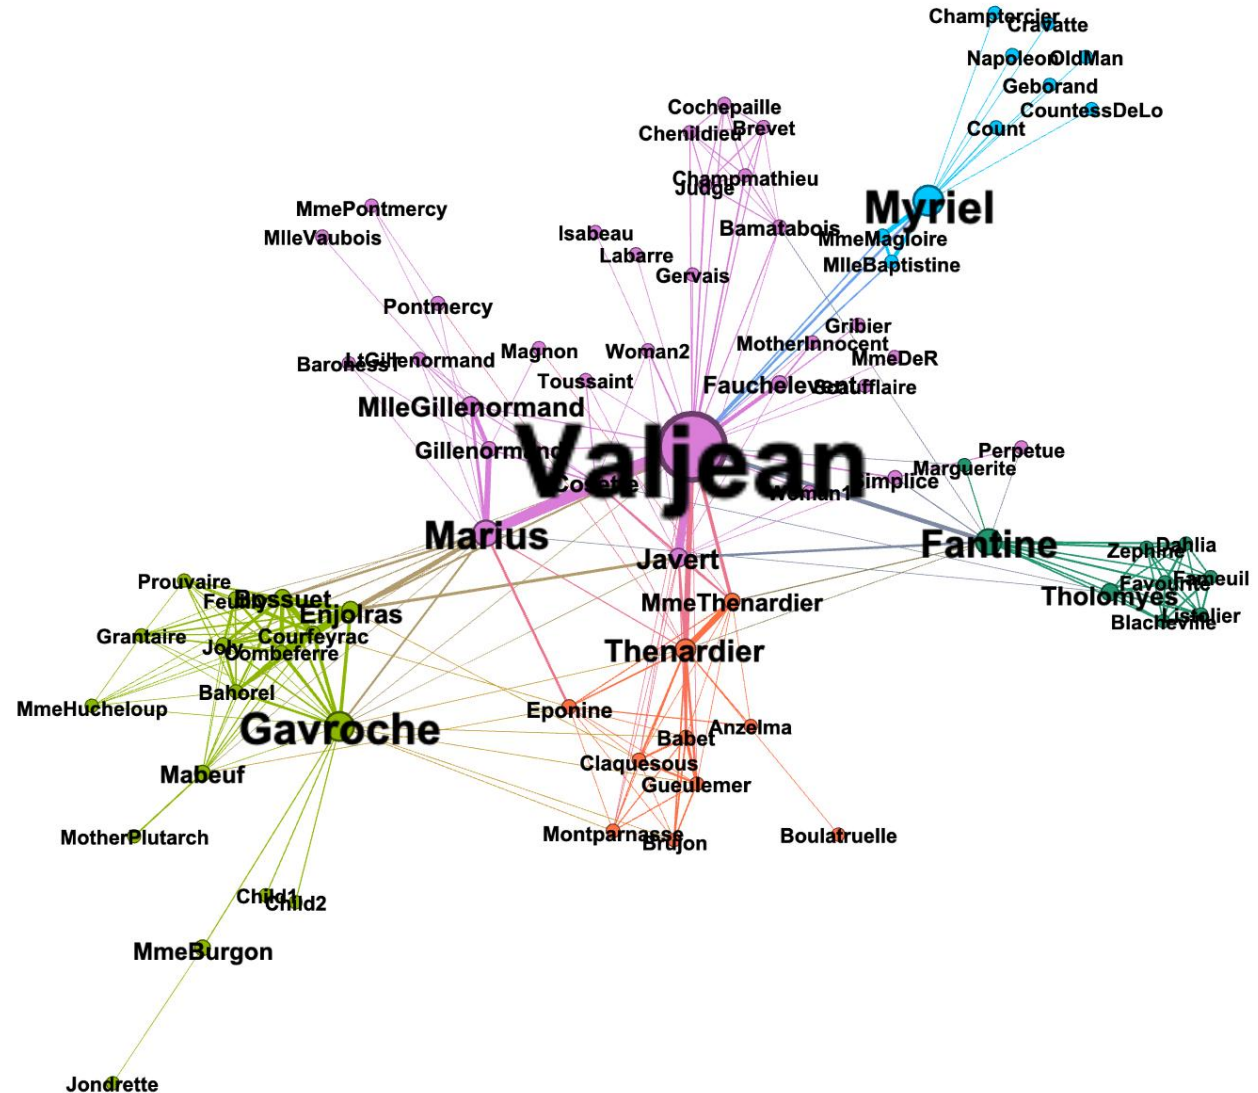 Champtercier
Cravatte
Napoleon
OldMan
Geborand
CountessDeLo
Count
Cochepaille
Chenildieu
Brevet
Champmathieu
Judge
Myriel
MmePontmercy
MlleVaubois
Isabeau
Bamatabois
MmeMagloire
Labarre
MlleBaptistine
Gervais
Pontmercy
Gribier
MotherInnocent
MmeDeR
BaronessT
LtGillenormand
Magnon
Woman2
Toussaint
Fauchelevent
Scaufflaire
MlleGillenormand
Gillenormand
Valjean
Perpetue
Marguerite
Simplice
Cosette
Woman1
Marius
Javert
Fantine
Zephine
Dahlia
Prouvaire
Feuilly
Bossuet
Enjolras
MmeThenardier
Tholomyes
Favourite
Fameuil
Listolier
Blacheville
Grantaire
Joly
Courfeyrac
Combeferre
Thenardier
Bahorel
MmeHucheloup
Gavroche
Eponine
Anzelma
Babet
Claquesous
Mabeuf
Gueulemer
MotherPlutarch
Montparnasse
Brujon
Boulatruelle
Child1
Child2
MmeBurgon
Jondrette